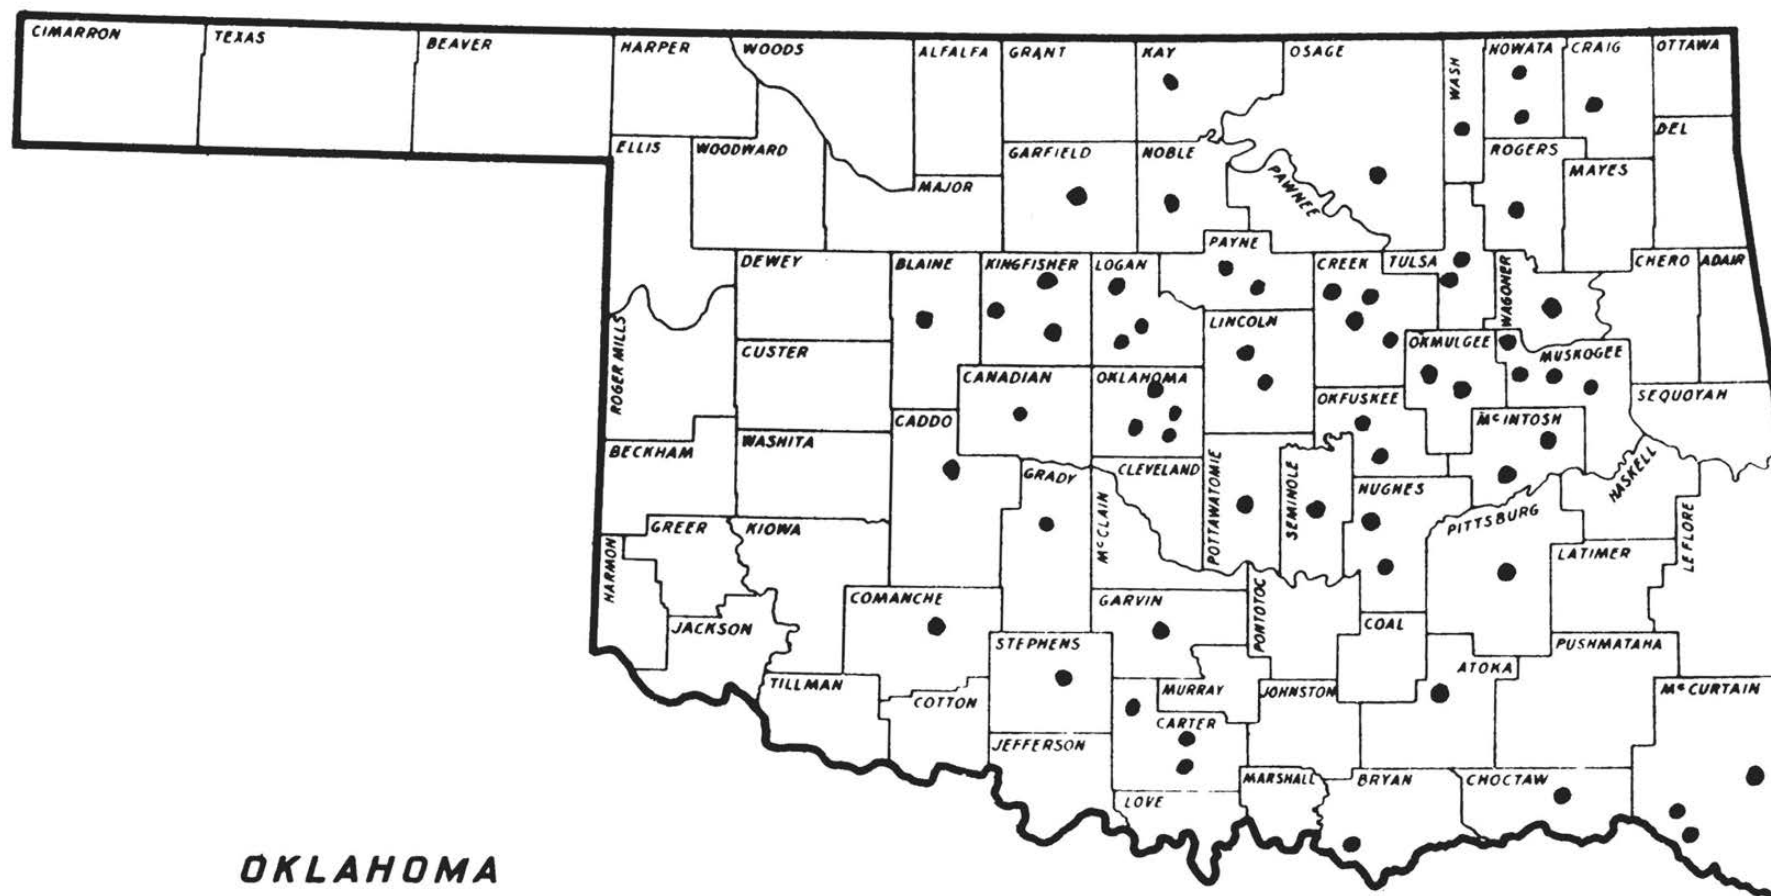 CIMARRON
TEXAS
BEAVER
HARPER
WOODS
ALFALFA
GRANT
KAY
OSAGE
WASH
NOWATA
CRAIG
OTTAWA
ELLIS
WOODWARD
MAJOR
GARFIELD
NOBLE
PAWNEE
ROGERS
MAYES
DEL
DEWEY
BLAINE
KINGFISHER
LOGAN
PAYNE
CREEK
TULSA
WAGONER
CHERO
ADAIR
ROGER MILLS
CUSTER
CANADIAN
OKLAHOMA
LINCOLN
OKMULGEE
MUSKOGEE
SEQUOYAH
BECKHAM
WASHITA
CADDO
GRADY
CLEVELAND
McCLAIN
POTTAWATOMIE
SEMINOLE
OKFUSKEE
HUGHES
McINTOSH
PITTSBURG
HASKELL
HARMON
GREER
KIOWA
COMANCHE
GARVIN
PONTOTOC
COAL
LATIMER
LE FLORE
JACKSON
TILLMAN
COTTON
STEPHENS
MURRAY
JOHNSTON
ATOKA
PUSHMATAHA
McCURTAIN
JEFFERSON
CARTER
LOVE
MARSHALL
BRYAN
CHOCTAW
OKLAHOMA